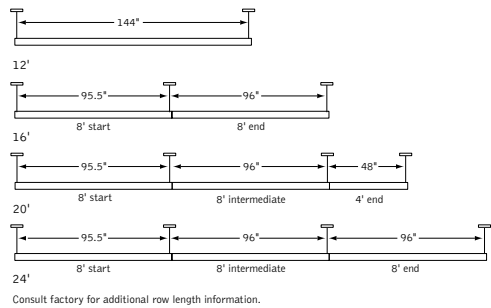 144"
12'
95.5" 96"
8' start 8' end
16'
95.5" 96" 48"
8' start 8' intermediate 4' end
20'
95.5" 96" 96"
8' start 8' intermediate 8' end
24'
Consult factory for additional row length information.